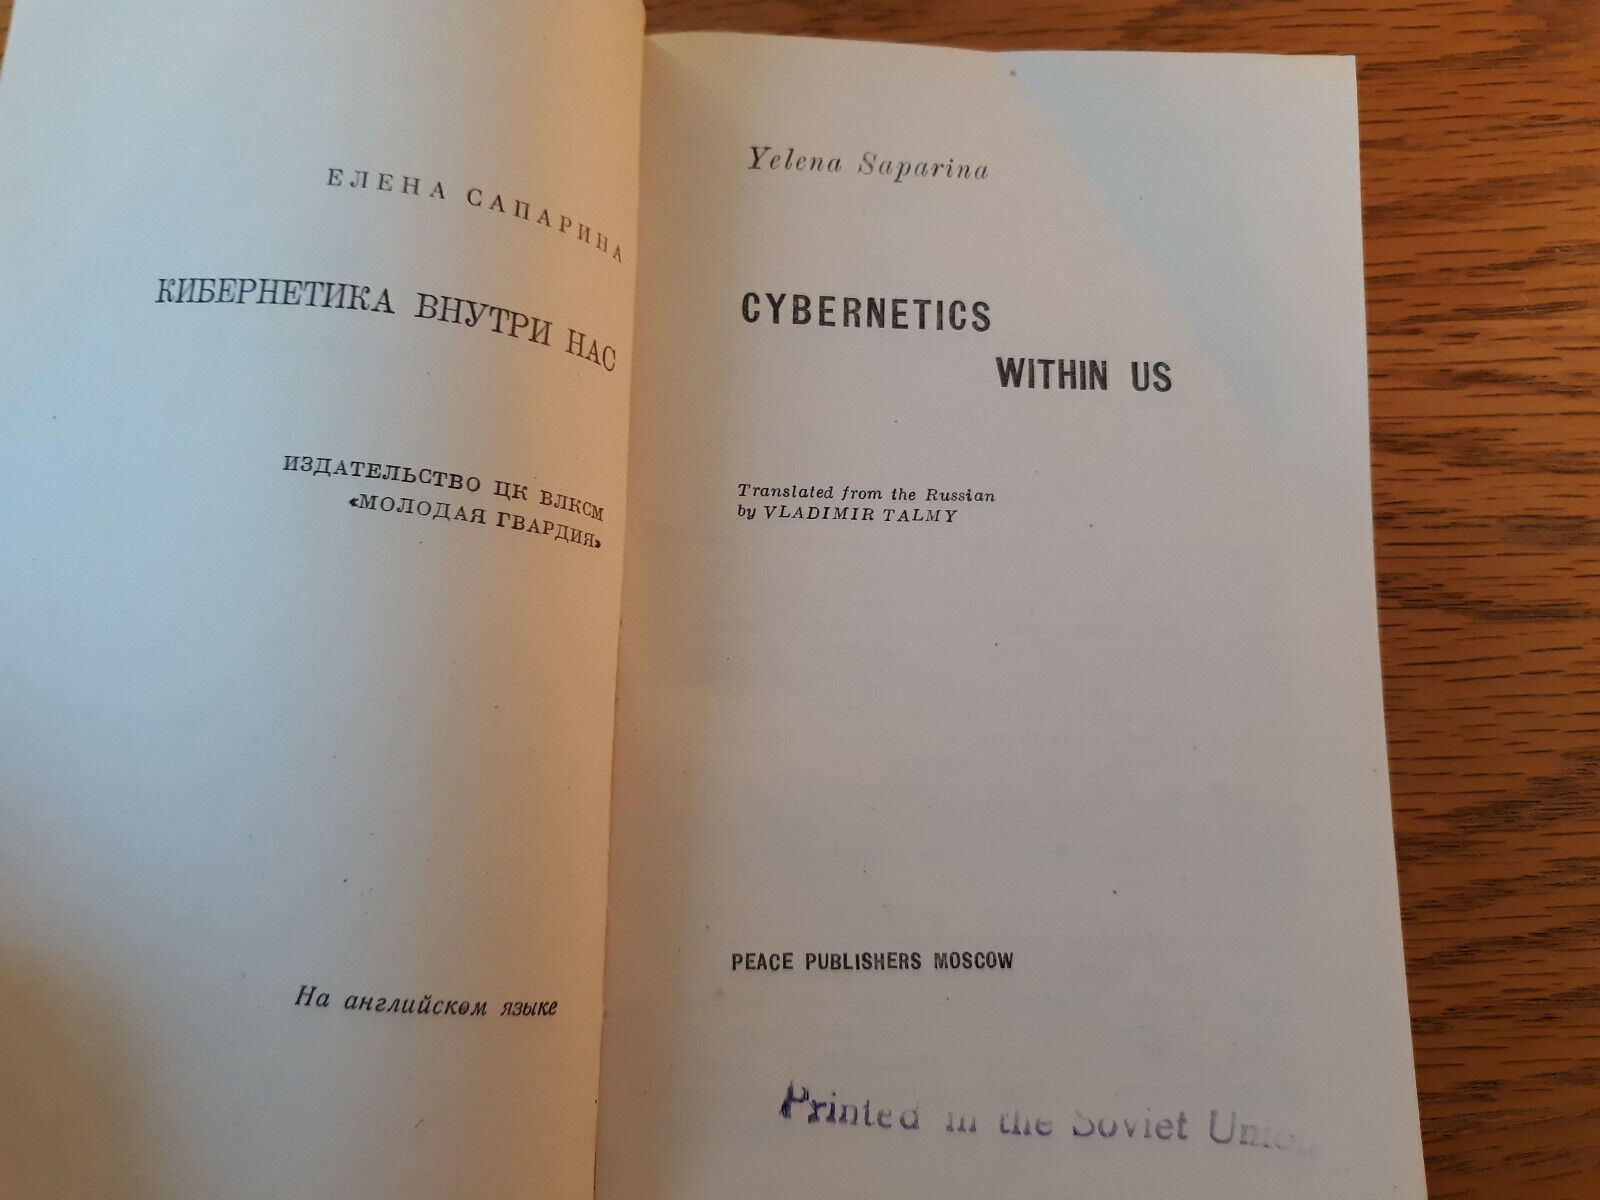 ЕЛЕНА САПАРИНА
КИБЕРНЕТИКА ВНУТРИ НАС
ИЗДАТЕЛЬСТВО ЦК ВЛКСМ
«МОЛОДАЯ ГВАРДИЯ»
На английском языке
Yelena Saparina
CYBERNETICS
WITHIN US
Translated from the Russian
by VLADIMIR TALMY
PEACE PUBLISHERS MOSCOW
Printed in the Soviet Union